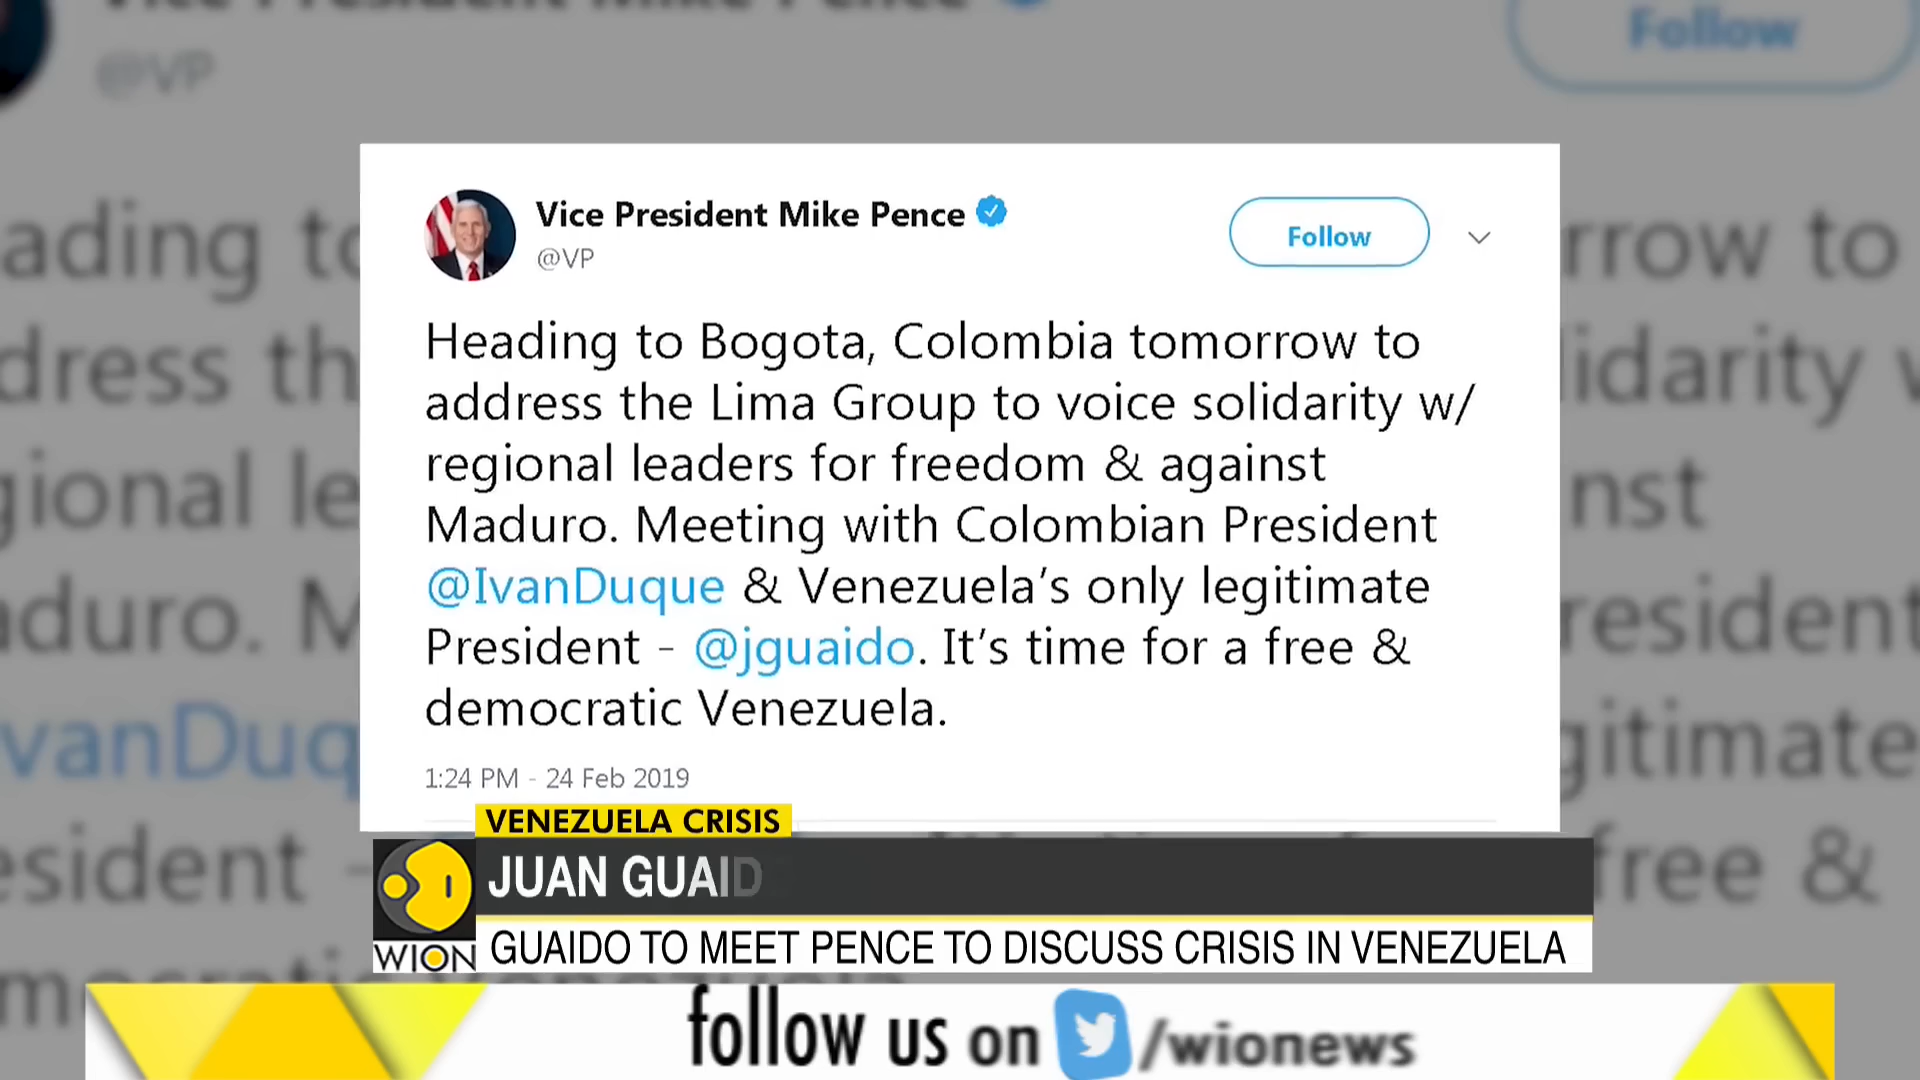 Vice President Mike Pence
@VP
Follow
Heading to Bogota, Colombia tomorrow to
address the Lima Group to voice solidarity w/
regional leaders for freedom & against
Maduro. Meeting with Colombian President
@IvanDuque & Venezuela's only legitimate
President - @jguaido. It's time for a free &
democratic Venezuela.
1:24 PM - 24 Feb 2019
VENEZUELA CRISIS
JUAN GUAID
WION
GUAIDO TO MEET PENCE TO DISCUSS CRISIS IN VENEZUELA
follow us on /wionews